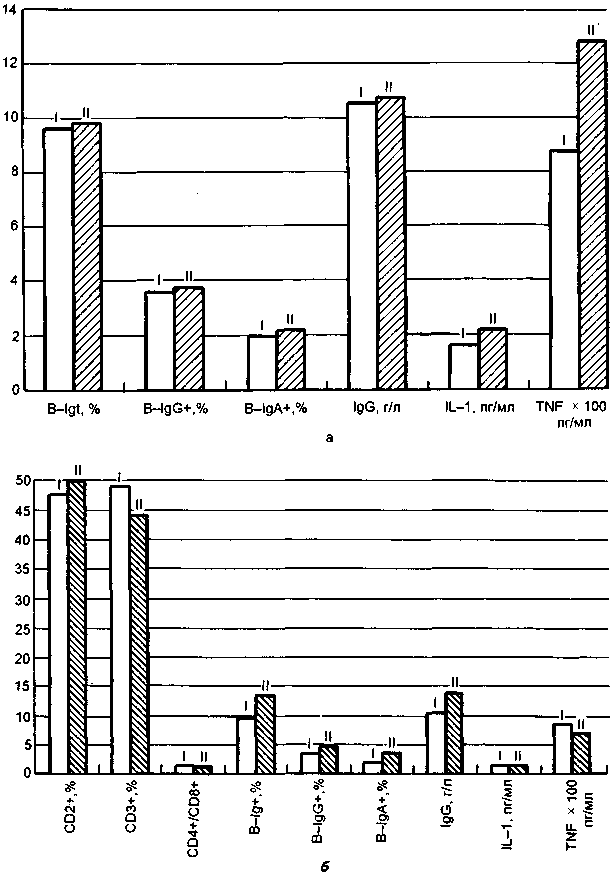 14
12
10
8
6
4
2
0
I II I II I II I II I II I II
B–Igt, % B–IgG+,% B–IgA+,% IgG, г/л IL–1, пг/мл TNF × 100
пг/мл
а
50
45
40
35
30
25
20
15
10
5
0
I II I II I II I II I II I II I II I II I II
CD2+,%
CD3+,%
CD4+/CD8+
B–Ig+,%
B–IgG+,%
B–IgA+,%
IgG, г/л
IL–1, пг/мл
TNF × 100
пг/мл
б